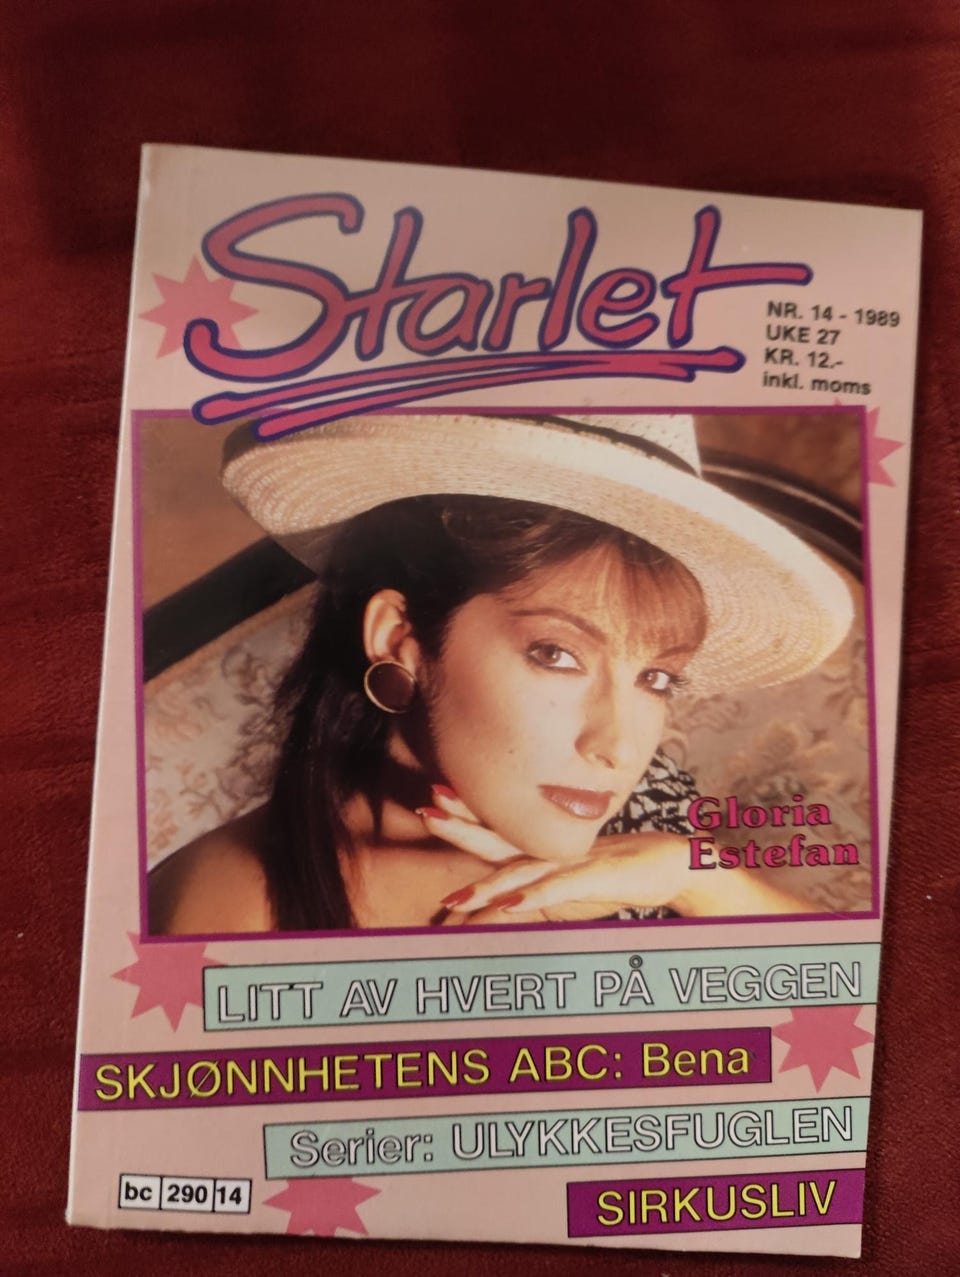 Starlet
NR. 14 - 1989
UKE 27
KR. 12.-
inkl. moms
Gloria
Estefan
LITT AV HVERT PÅ VEGGEN
SKJØNNHETENS ABC: Bena
Serier: ULYKKESFUGLEN
SIRKUSLIV
bc 290 14